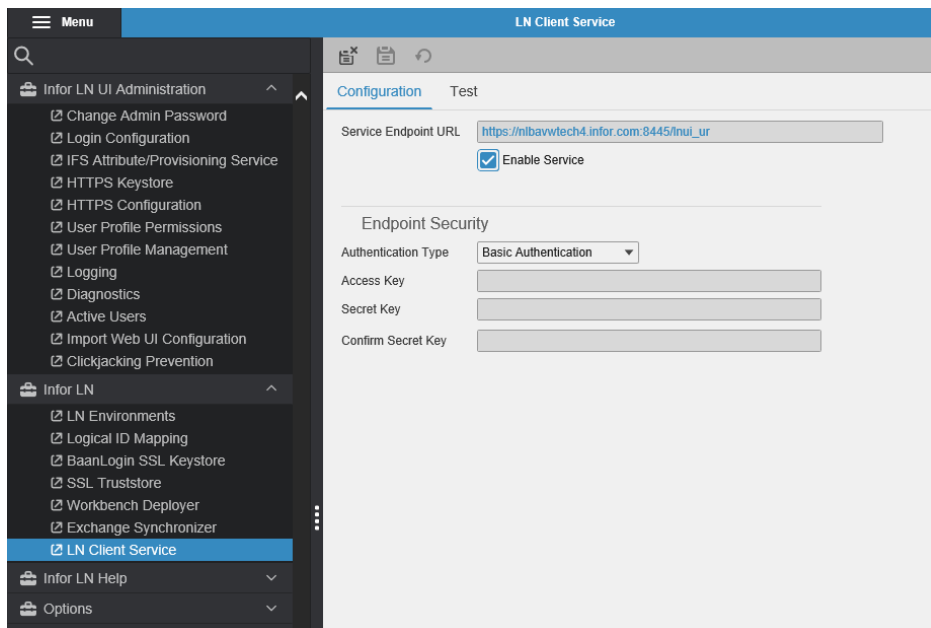 Menu
LN Client Service
Infor LN UI Administration
Change Admin Password
Login Configuration
IFS Attribute/Provisioning Service
HTTPS Keystore
HTTPS Configuration
User Profile Permissions
User Profile Management
Logging
Diagnostics
Active Users
Import Web UI Configuration
Clickjacking Prevention
Infor LN
LN Environments
Logical ID Mapping
BaanLogin SSL Keystore
SSL Truststore
Workbench Deployer
Exchange Synchronizer
LN Client Service
Infor LN Help
Options
Configuration Test
Service Endpoint URL https://nlbavwtech4.infor.com:8445/lnui_ur
Enable Service
Endpoint Security
Authentication Type Basic Authentication
Access Key
Secret Key
Confirm Secret Key